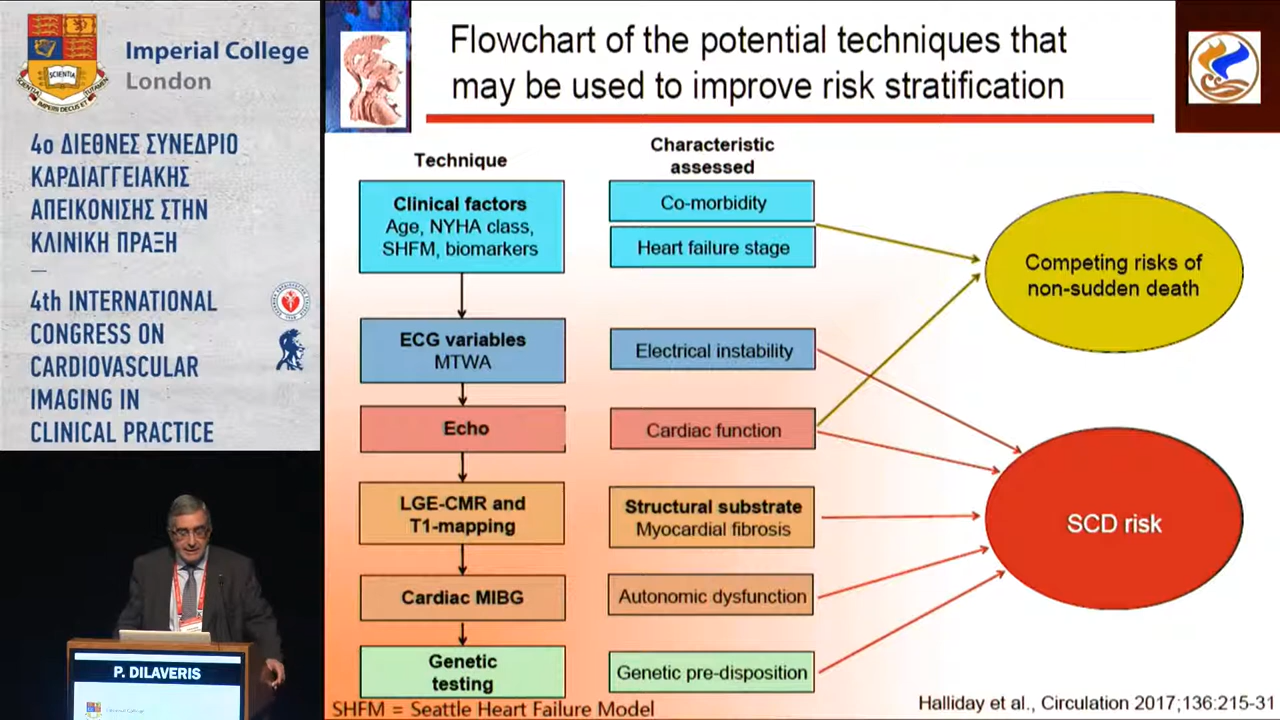 Imperial College
London
4ο ΔΙΕΘΝΕΣ ΣΥΝΕΔΡΙΟ
ΚΑΡΔΙΑΓΓΕΙΑΚΗΣ
ΑΠΕΙΚΟΝΙΣΗΣ ΣΤΗΝ
ΚΛΙΝΙΚΗ ΠΡΑΞΗ
4th INTERNATIONAL
CONGRESS ON
CARDIOVASCULAR
IMAGING IN
CLINICAL PRACTICE
P. DILAVERIS
Flowchart of the potential techniques that
may be used to improve risk stratification
Technique
Characteristic
assessed
Clinical factors
Age, NYHA class,
SHFM, biomarkers
Co-morbidity
Heart failure stage
Competing risks of
non-sudden death
ECG variables
MTWA
Electrical instability
Echo
Cardiac function
LGE-CMR and
T1-mapping
Structural substrate
Myocardial fibrosis
SCD risk
Cardiac MIBG
Autonomic dysfunction
Genetic
testing
Genetic pre-disposition
SHFM = Seattle Heart Failure Model
Halliday et al., Circulation 2017;136:215-31